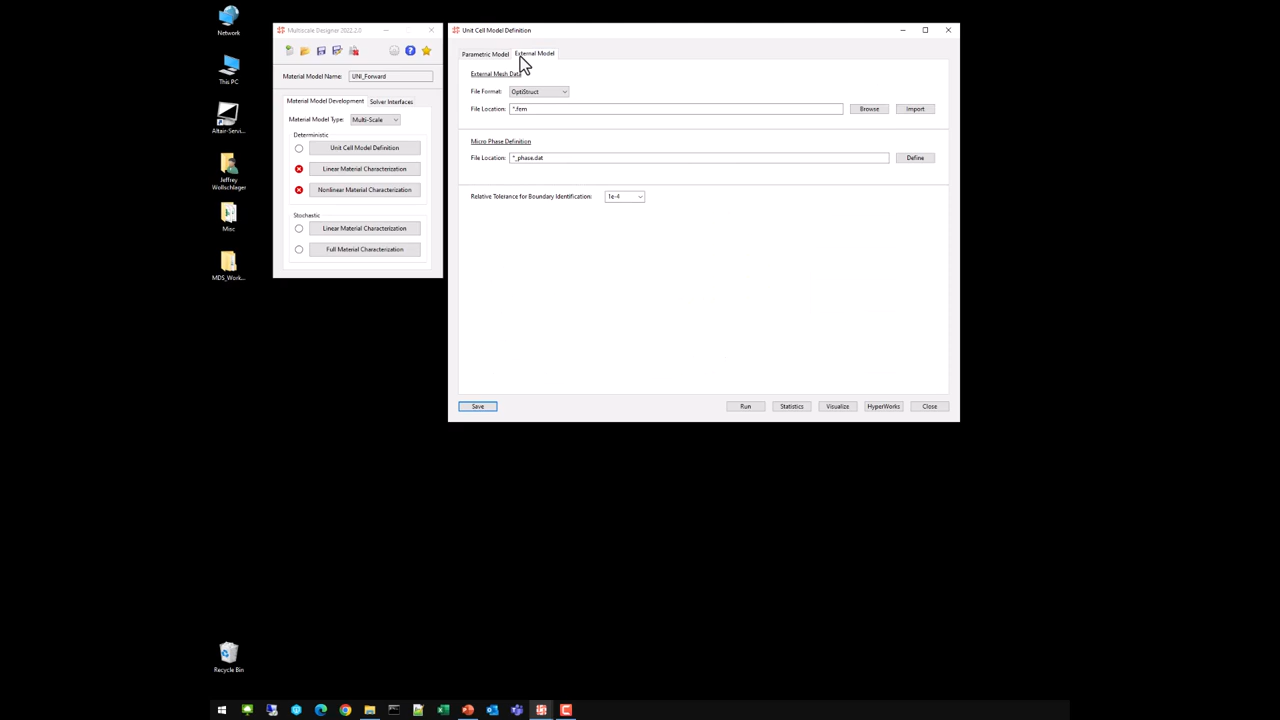 Network
This PC
Altair-Servi...
Jeffrey
Wollschlager
Misc
MDS_Work...
Recycle Bin
Multiscale Designer 2022.2.0
Material Model Name: UNI_Forward
Material Model Development Solver Interfaces
Material Model Type: Multi-Scale
Deterministic
Unit Cell Model Definition
Linear Material Characterization
Nonlinear Material Characterization
Stochastic
Linear Material Characterization
Full Material Characterization
Unit Cell Model Definition
Parametric Model External Model
External Mesh Data
File Format: OptiStruct
File Location: *.fem Browse Import
Micro Phase Definition
File Location: *_phase.dat Define
Relative Tolerance for Boundary Identification: 1e-4
Save Run Statistics Visualize HyperWorks Close